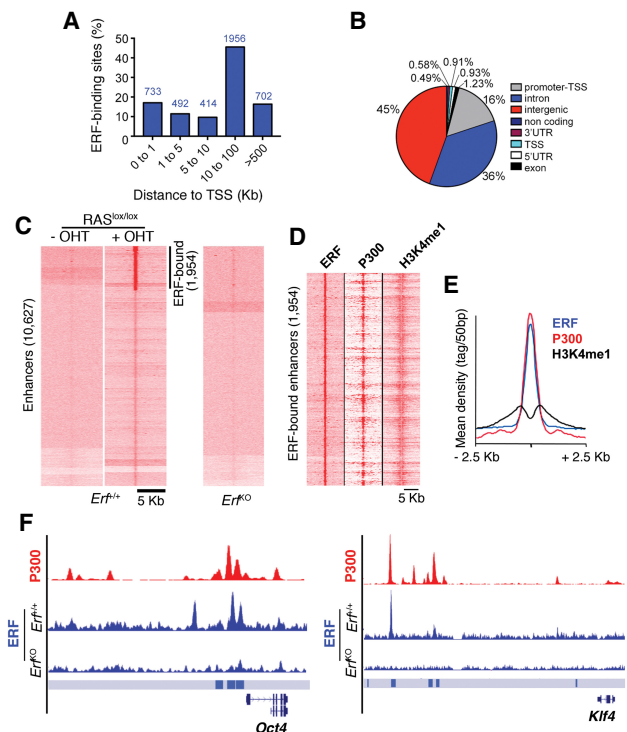 A
ERF-binding sites (%)
50
40
30
20
10
0
733
492
414
1956
702
0 to 1
1 to 5
5 to 10
10 to 100
>500
Distance to TSS (Kb)
B
0.58%
0.49%
0.91%
0.93%
1.23%
16%
45%
36%
promoter-TSS
intron
intergenic
non coding
3'UTR
TSS
5'UTR
exon
C
RASlox/lox
- OHT
+ OHT
Enhancers (10,627)
ERF-bound
(1,954)
Erf+/+
5 Kb
ErfKO
D
ERF
P300
H3K4me1
ERF-bound enhancers (1,954)
5 Kb
E
Mean density (tag/50bp)
ERF
P300
H3K4me1
- 2.5 Kb
+ 2.5 Kb
F
P300
ERF
Erf+/+
ErfKO
Oct4
P300
ERF
Erf+/+
ErfKO
Klf4